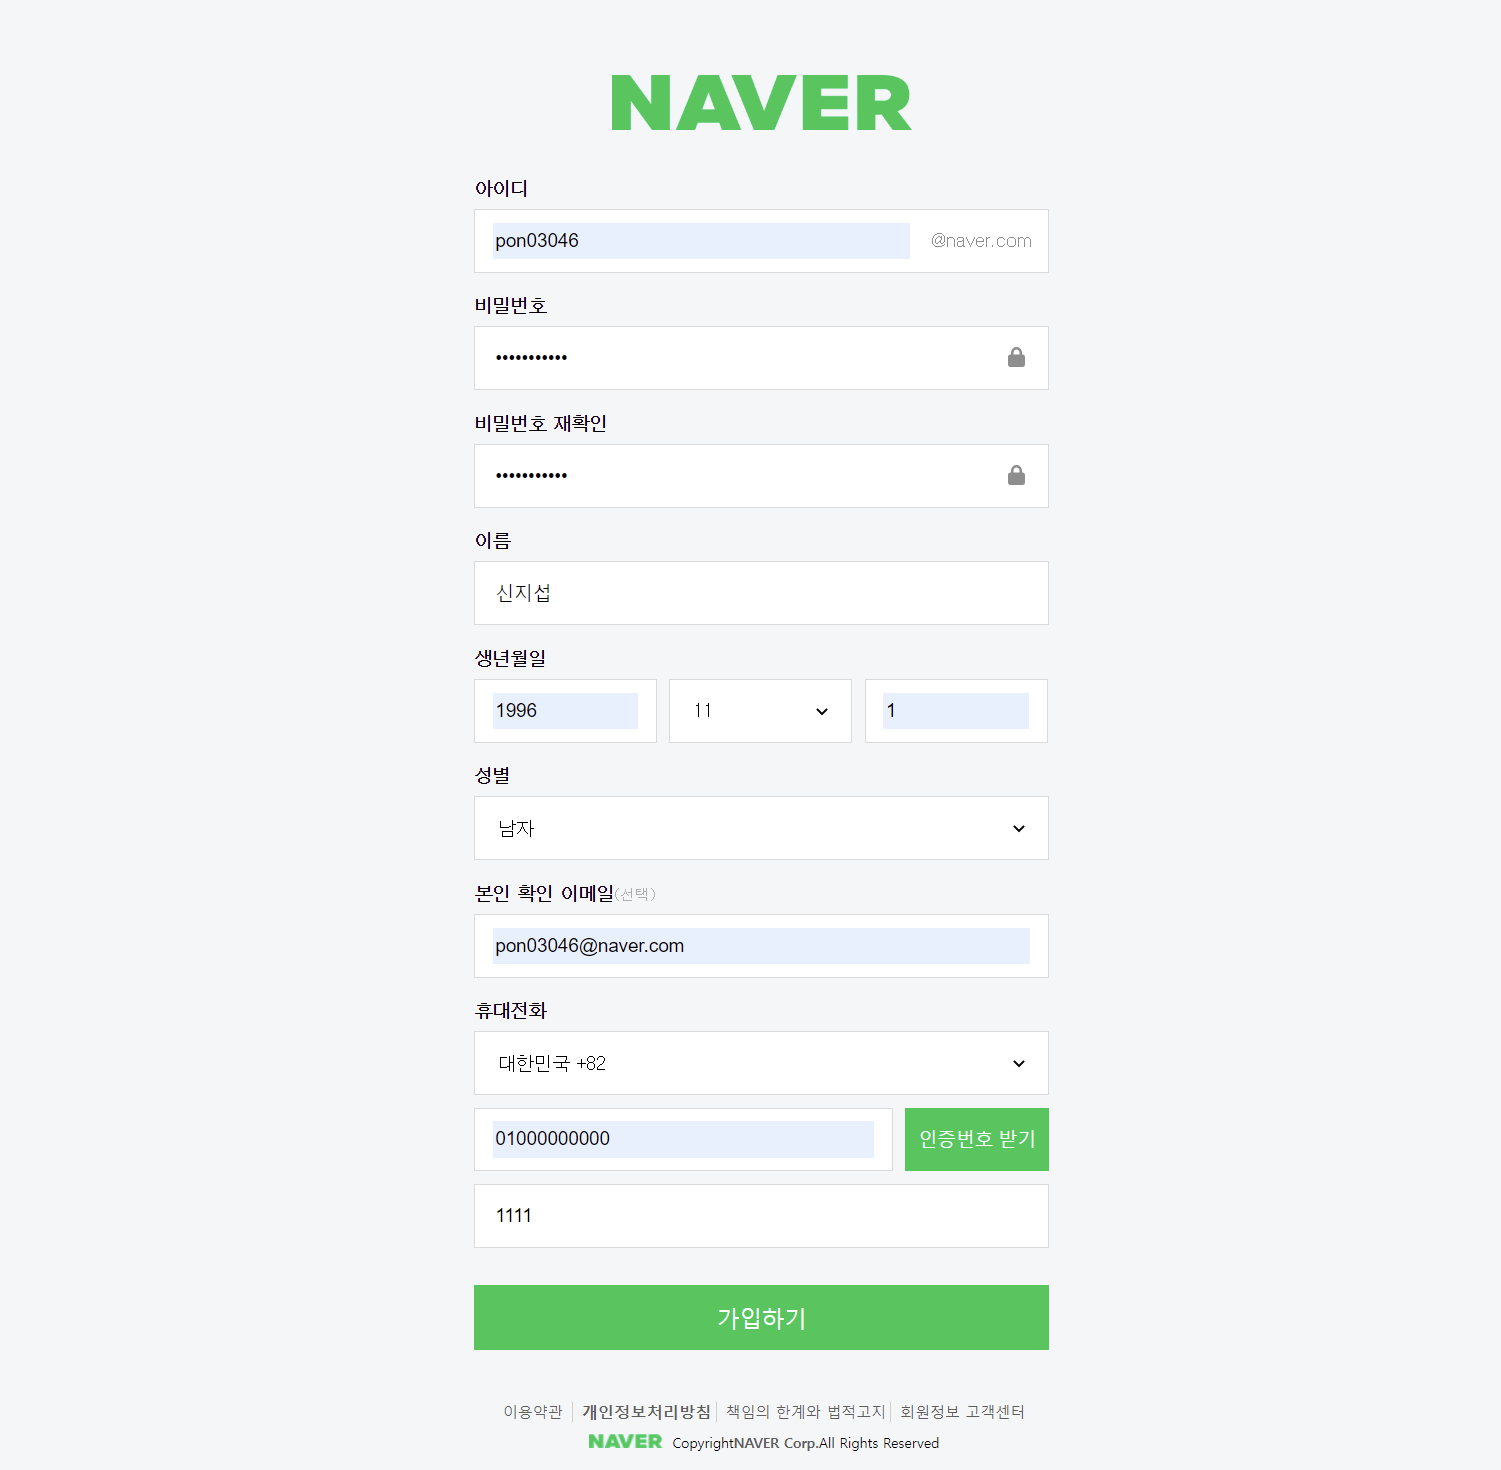 NAVER
아이디
pon03046 @naver.com
비밀번호
•••••••••••
비밀번호 재확인
•••••••••••
이름
신지섭
생년월일
1996 11 1
성별
남자
본인 확인 이메일(선택)
pon03046@naver.com
휴대전화
대한민국 +82
01000000000 인증번호 받기
1111
가입하기
이용약관 개인정보처리방침 책임의 한계와 법적고지 회원정보 고객센터
NAVER CopyrightNAVER Corp.All Rights Reserved